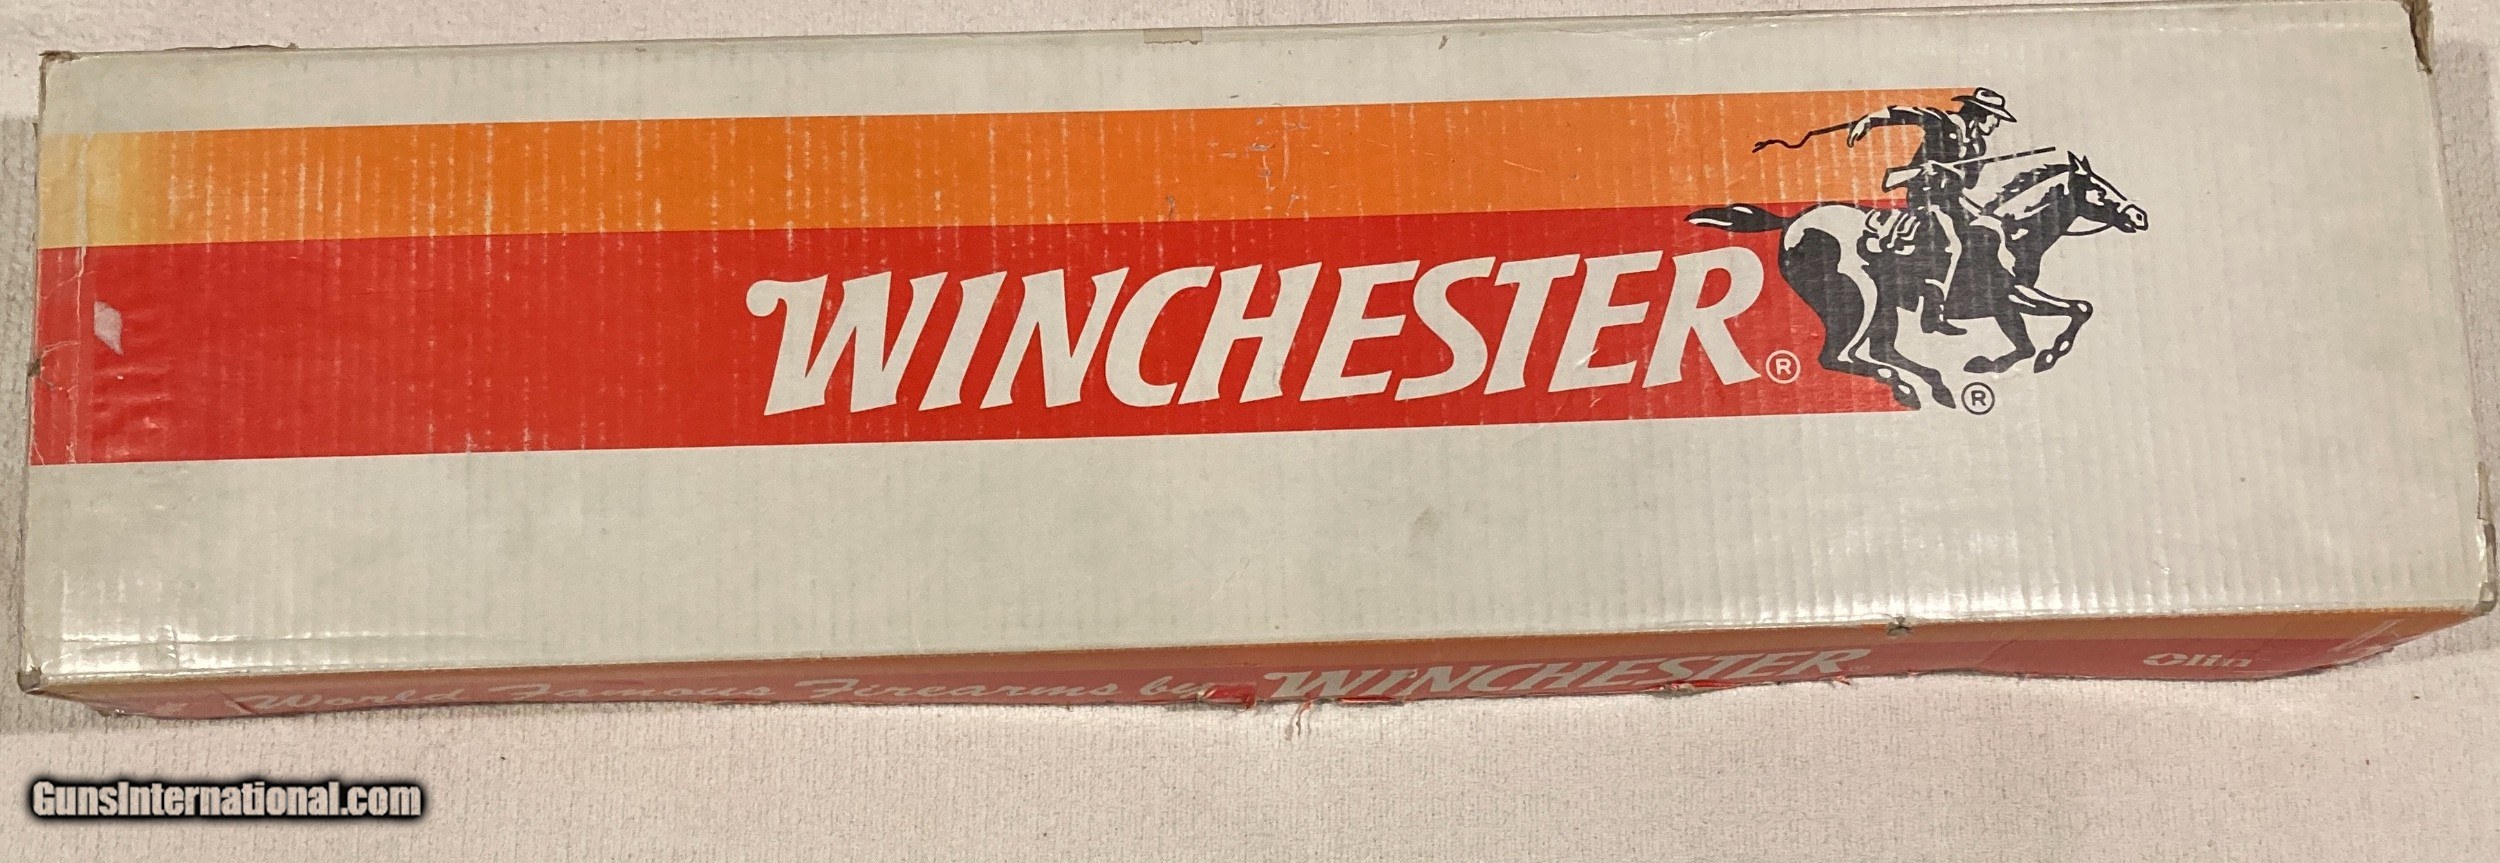 WINCHESTER®
®
World Famous Firearms by WINCHESTER Olin
GunsInternational.com